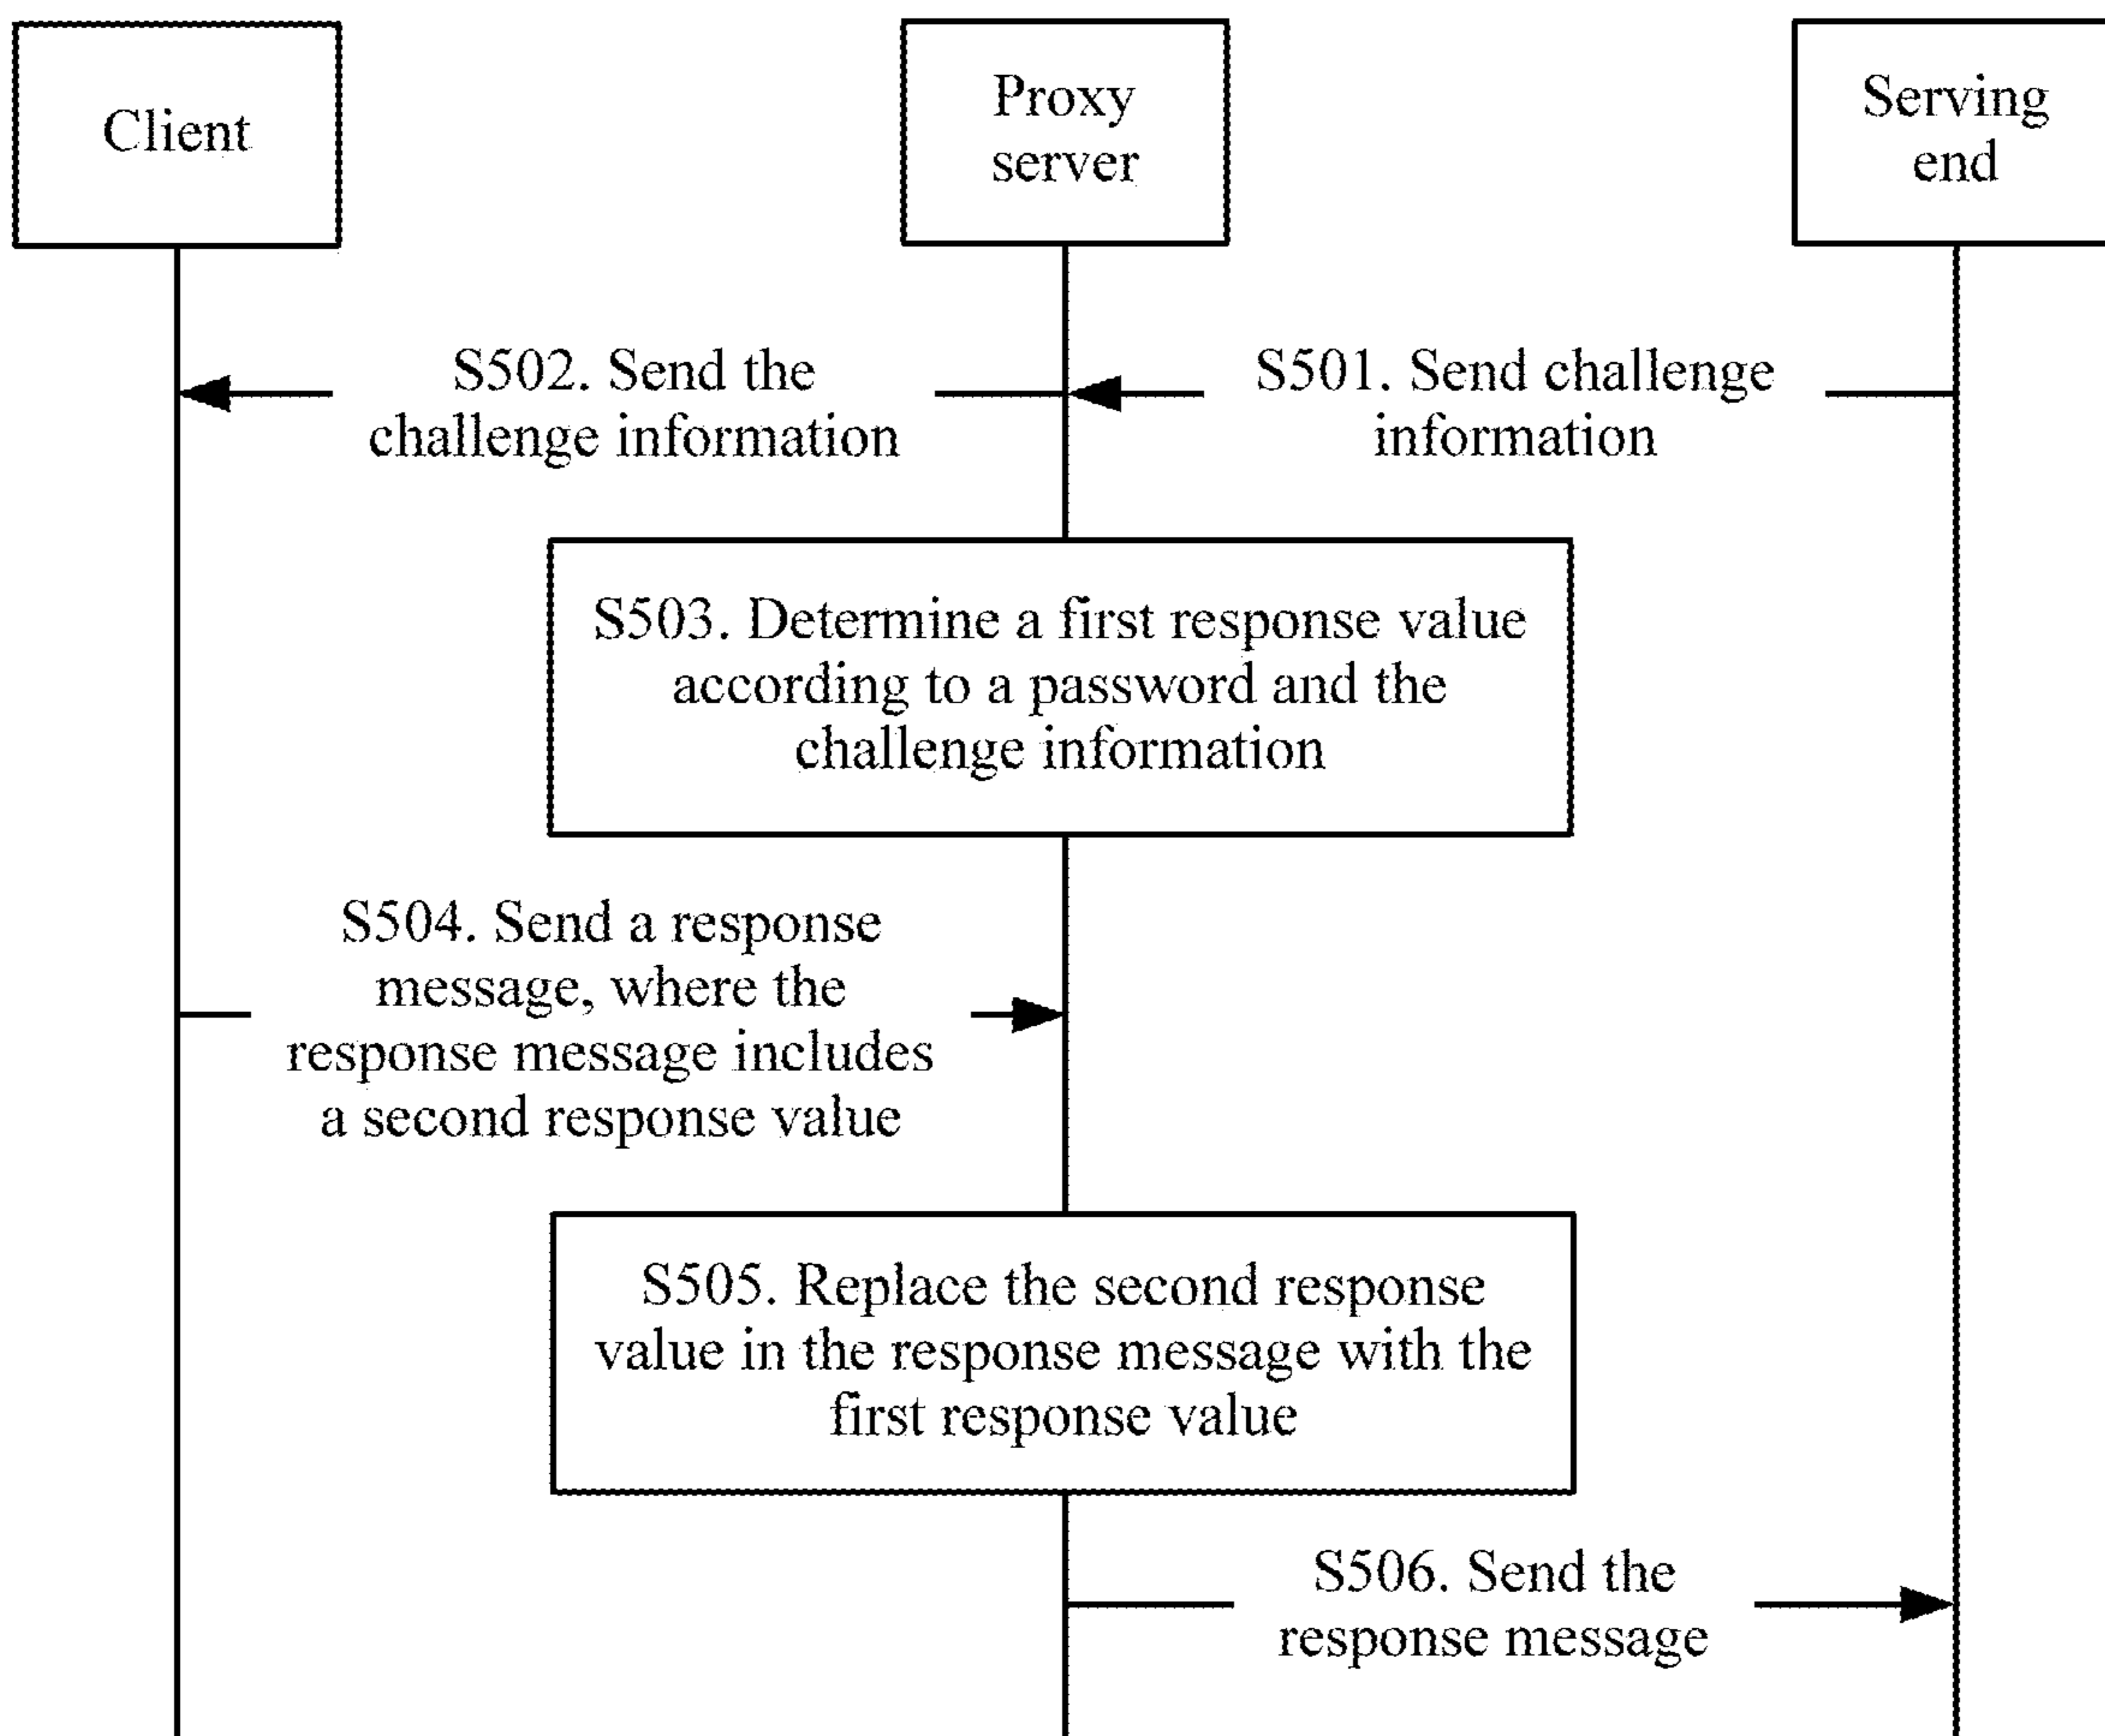 Client
Proxy
server
Serving
end
S502. Send the
challenge information
S501. Send challenge
information
S503. Determine a first response value
according to a password and the
challenge information
S504. Send a response
message, where the
response message includes
a second response value
S505. Replace the second response
value in the response message with the
first response value
S506. Send the
response message